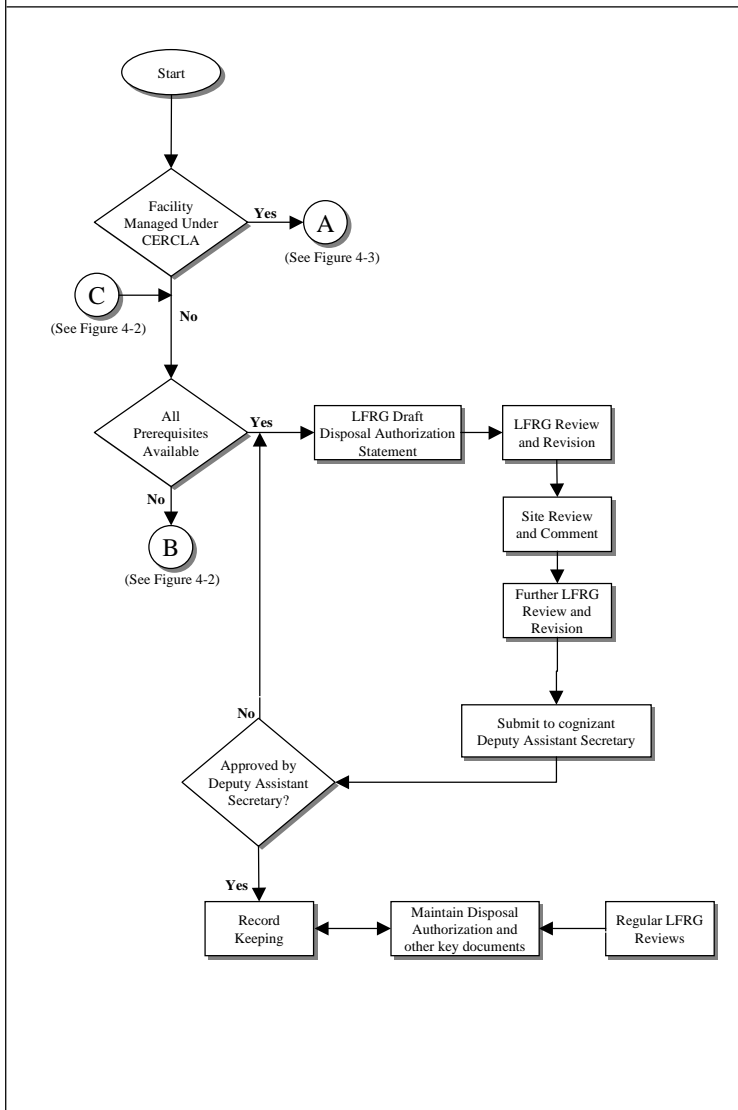 Start
Facility
Managed Under
CERCLA
Yes
A
(See Figure 4-3)
C
(See Figure 4-2)
No
All
Prerequisites
Available
Yes
LFRG Draft
Disposal Authorization
Statement
LFRG Review
and Revision
No
B
(See Figure 4-2)
Site Review
and Comment
Further LFRG
Review and
Revision
Submit to cognizant
Deputy Assistant Secretary
No
Approved by
Deputy Assistant
Secretary?
Yes
Record
Keeping
Maintain Disposal
Authorization and
other key documents
Regular LFRG
Reviews